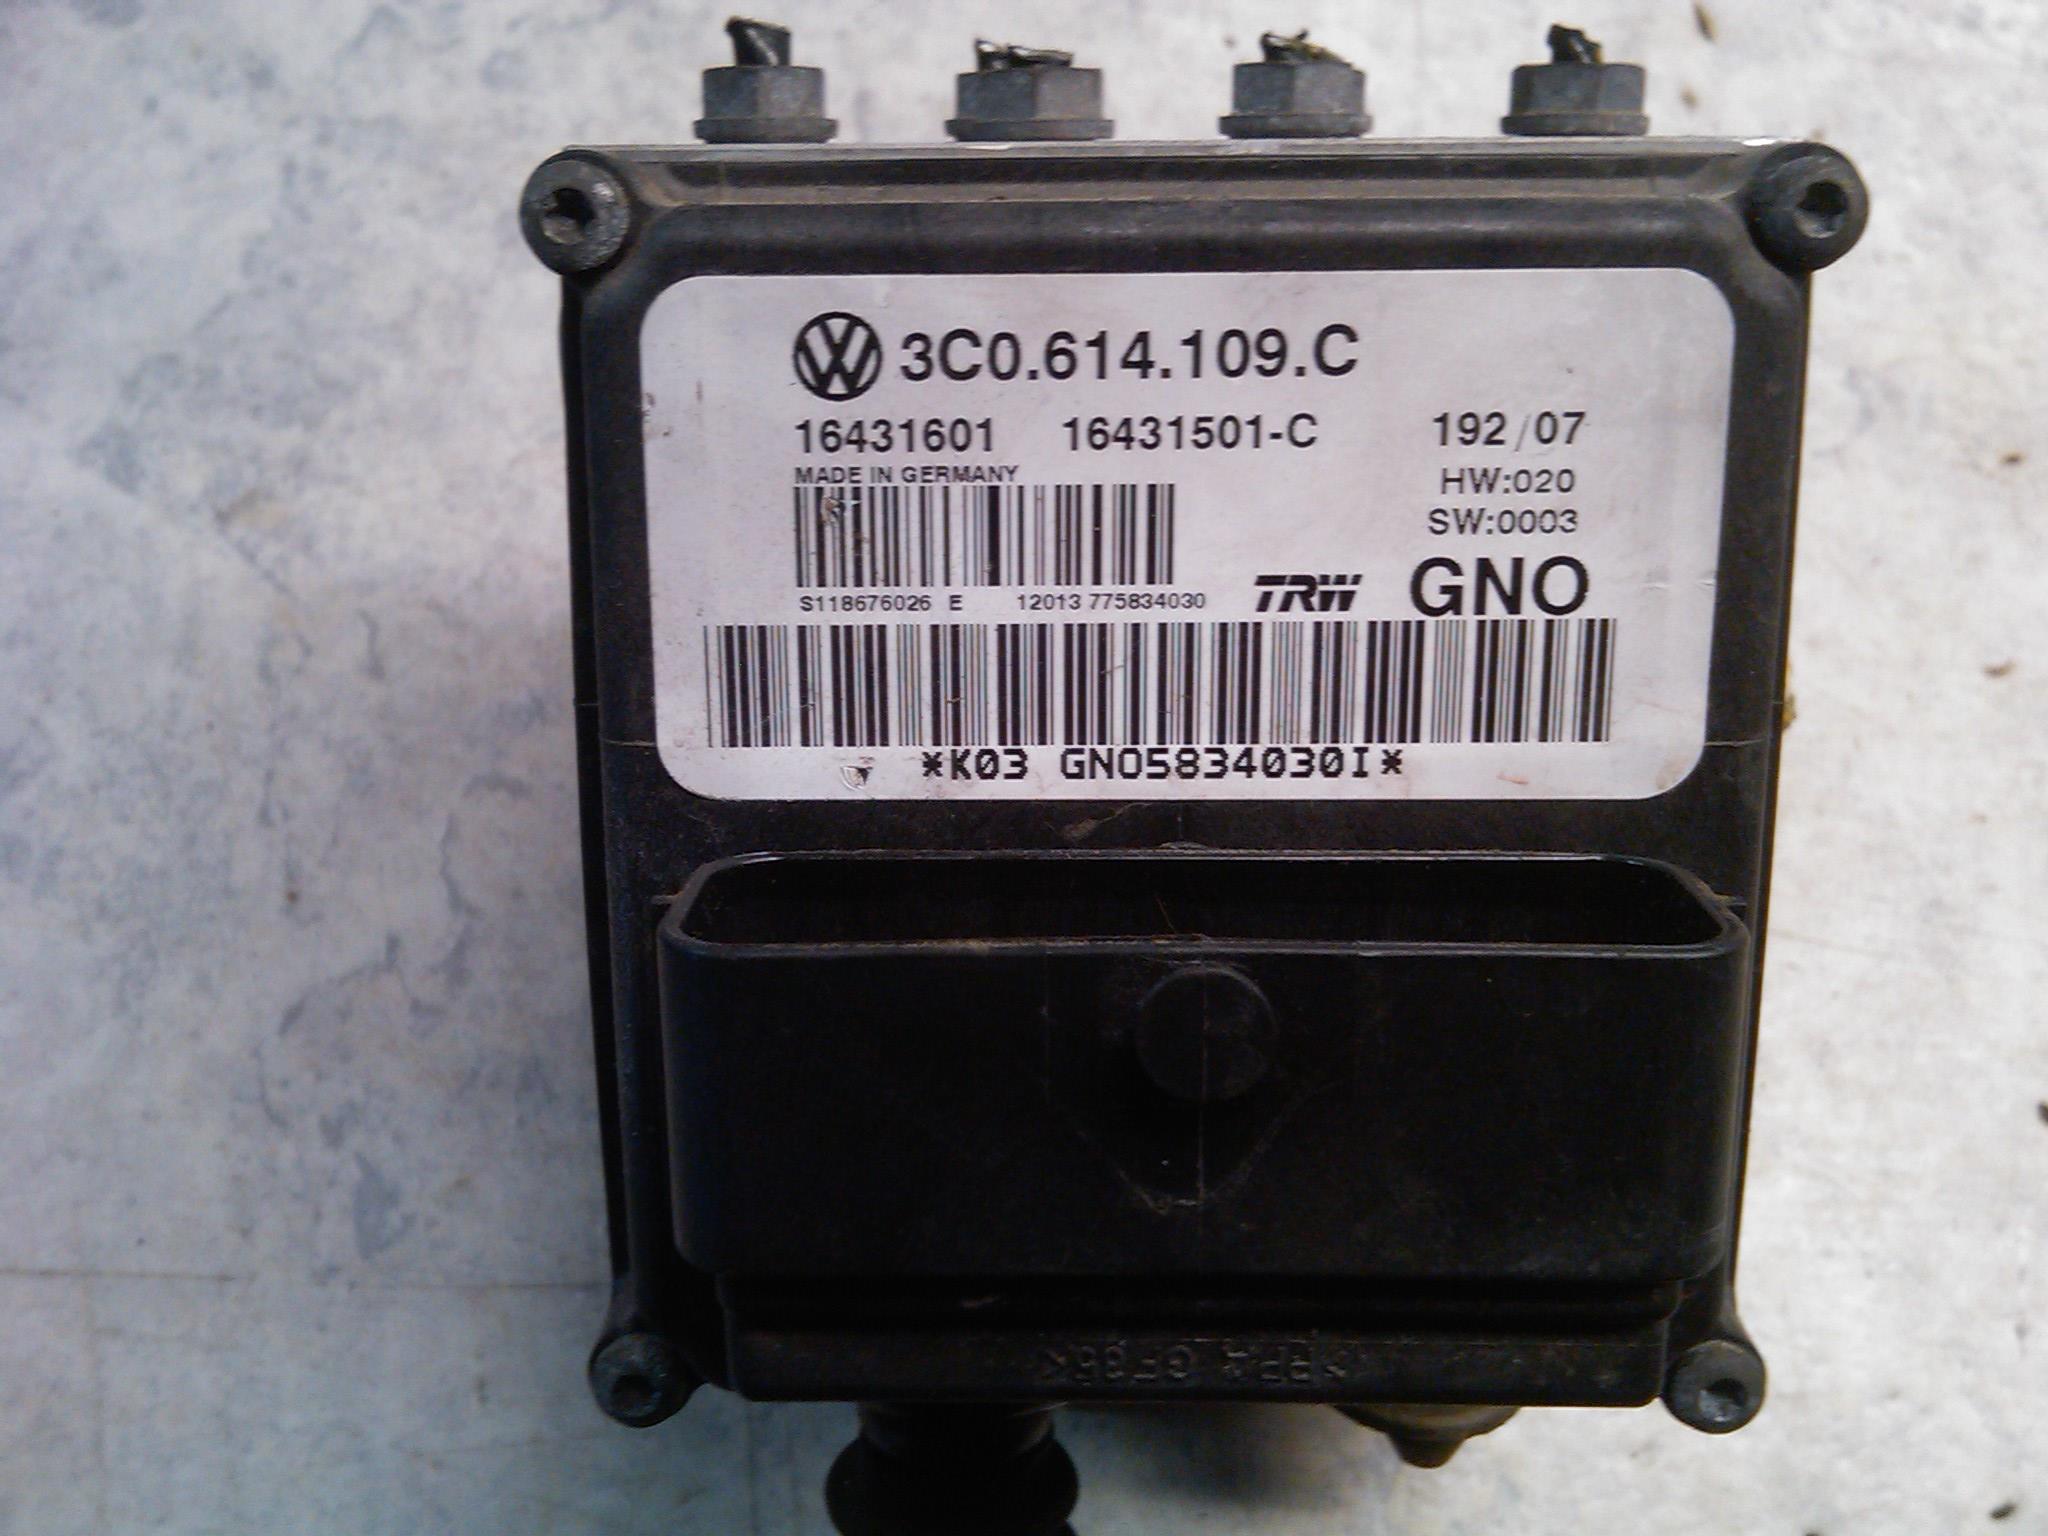 3C0.614.109.C
16431601 16431501-C 192/07
MADE IN GERMANY HW:020
SW:0003
S118676026 E 12013 775834030 TRW GNO
*K03 GNO5834030I*